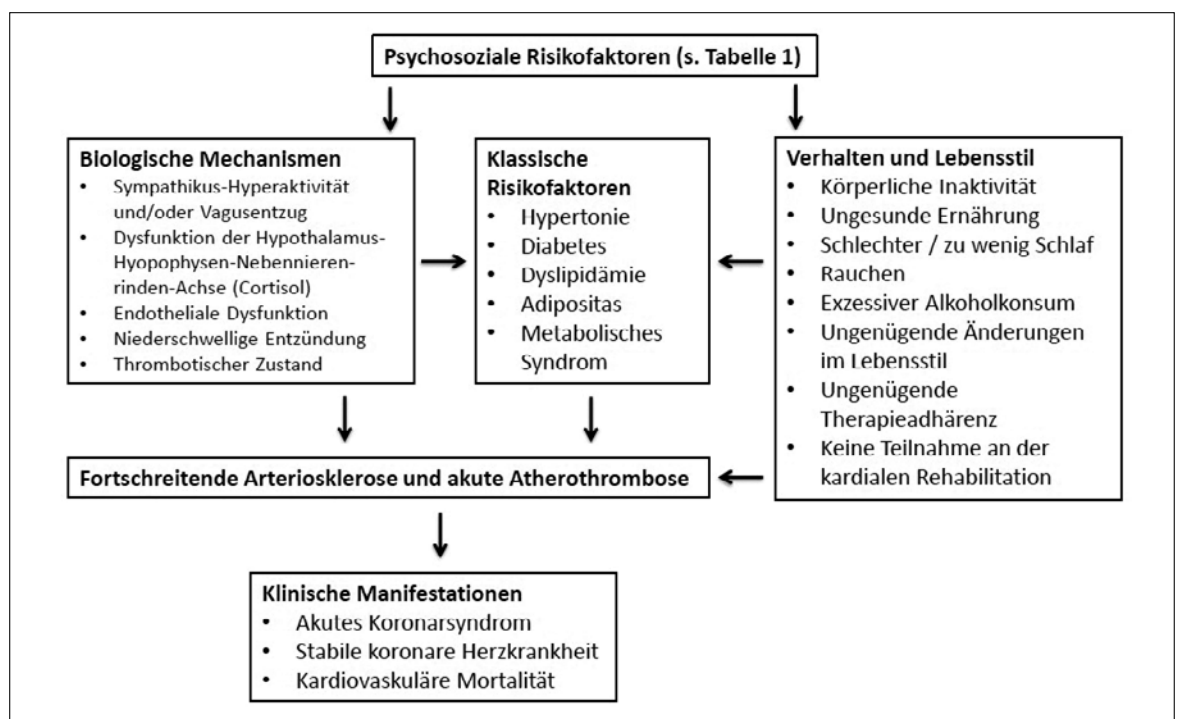 Psychosoziale Risikofaktoren (s. Tabelle 1)
Biologische Mechanismen
• Sympathikus-Hyperaktivität
und/oder Vagusentzug
• Dysfunktion der Hypothalamus-
Hyopophysen-Nebennieren-
rinden-Achse (Cortisol)
• Endotheliale Dysfunktion
• Niederschwellige Entzündung
• Thrombotischer Zustand
Klassische
Risikofaktoren
• Hypertonie
• Diabetes
• Dyslipidämie
• Adipositas
• Metabolisches
Syndrom
Verhalten und Lebensstil
• Körperliche Inaktivität
• Ungesunde Ernährung
• Schlechter / zu wenig Schlaf
• Rauchen
• Exzessiver Alkoholkonsum
• Ungenügende Änderungen
im Lebensstil
• Ungenügende
Therapieadhärenz
• Keine Teilnahme an der
kardialen Rehabilitation
Fortschreitende Arteriosklerose und akute Atherothrombose
Klinische Manifestationen
• Akutes Koronarsyndrom
• Stabile koronare Herzkrankheit
• Kardiovaskuläre Mortalität